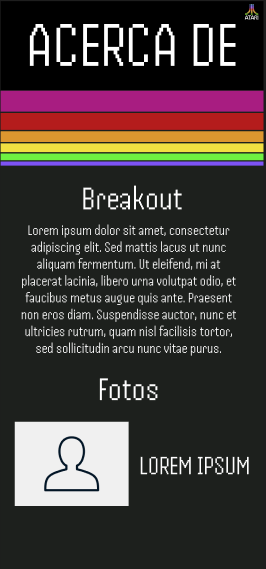 ACERCA DE
ATARI
Breakout
Lorem ipsum dolor sit amet, consectetur
adipiscing elit. Sed mattis lacus ut nunc
aliquam fermentum. Ut eleifend, mi at
placerat lacinia, libero urna volutpat odio, et
faucibus metus augue quis ante. Praesent
non eros diam. Suspendisse auctor, nunc et
ultricies rutrum, quam nisl facilisis tortor,
sed sollicitudin arcu nunc vitae purus.
Fotos
LOREM IPSUM